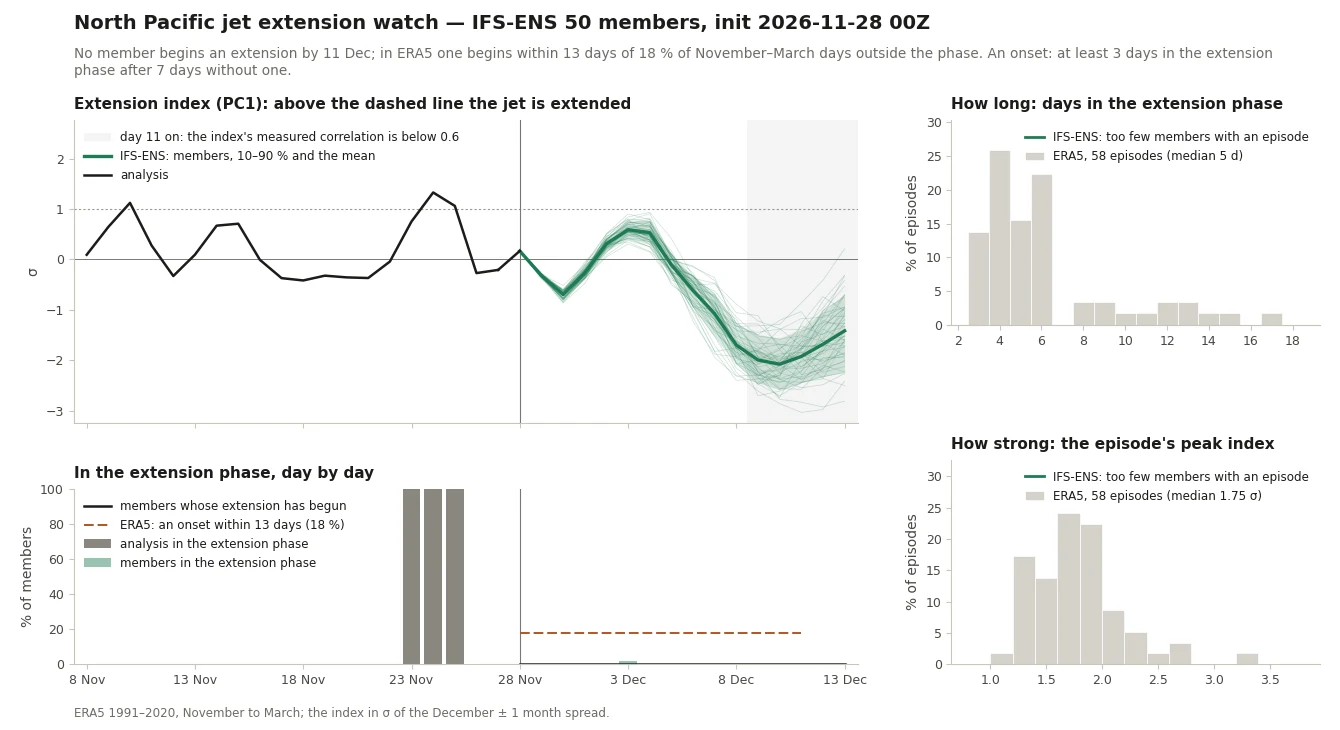 North Pacific jet extension watch — IFS-ENS 50 members, init 2026-11-28 00Z
No member begins an extension by 11 Dec; in ERA5 one begins within 13 days of 18 % of November–March days outside the phase. An onset: at least 3 days in the extension
phase after 7 days without one.
Extension index (PC1): above the dashed line the jet is extended
day 11 on: the index's measured correlation is below 0.6
IFS-ENS: members, 10–90 % and the mean
analysis
σ
2
1
0
−1
−2
−3
In the extension phase, day by day
members whose extension has begun
ERA5: an onset within 13 days (18 %)
analysis in the extension phase
members in the extension phase
% of members
100
80
60
40
20
0
8 Nov
13 Nov
18 Nov
23 Nov
28 Nov
3 Dec
8 Dec
13 Dec
How long: days in the extension phase
IFS-ENS: too few members with an episode
ERA5, 58 episodes (median 5 d)
% of episodes
30
25
20
15
10
5
0
2
4
6
8
10
12
14
16
18
How strong: the episode's peak index
IFS-ENS: too few members with an episode
ERA5, 58 episodes (median 1.75 σ)
% of episodes
30
25
20
15
10
5
0
1.0
1.5
2.0
2.5
3.0
3.5
ERA5 1991–2020, November to March; the index in σ of the December ± 1 month spread.